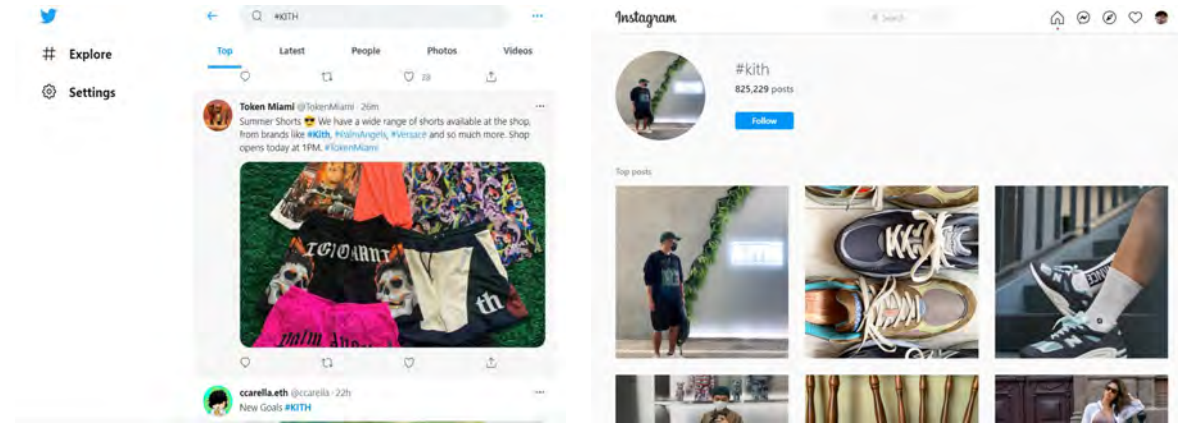 #KITH
Explore
Settings
Top Latest People Photos Videos
Token Miami @TokenMiami · 26m
Summer Shorts 😎 We have a wide range of shorts available at the shop,
from brands like #Kith, #PalmAngels, #Versace and so much more. Shop
opens today at 1PM. #TokenMiami
th
ccarella.eth @ccarella · 22h
New Goals #KITH
Instagram
Search
#kith
825,229 posts
Follow
Top posts